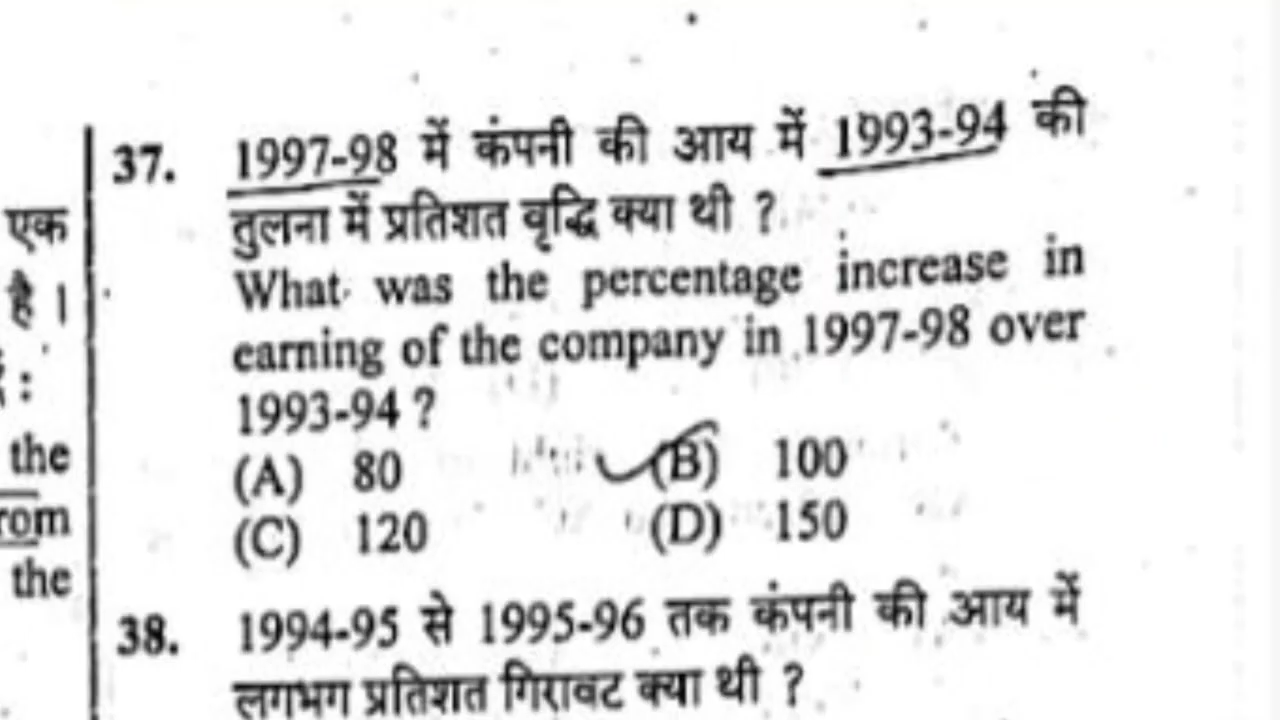 एक
है ।
:
the
rom
the
37. 1997-98 में कंपनी की आय में 1993-94 की
तुलना में प्रतिशत वृद्धि क्या थी ?
What was the percentage increase in
earning of the company in 1997-98 over
1993-94 ?
(A) 80 (B) 100
(C) 120 (D) 150
38. 1994-95 से 1995-96 तक कंपनी की आय में
लगभग प्रतिशत गिरावट क्या थी ?